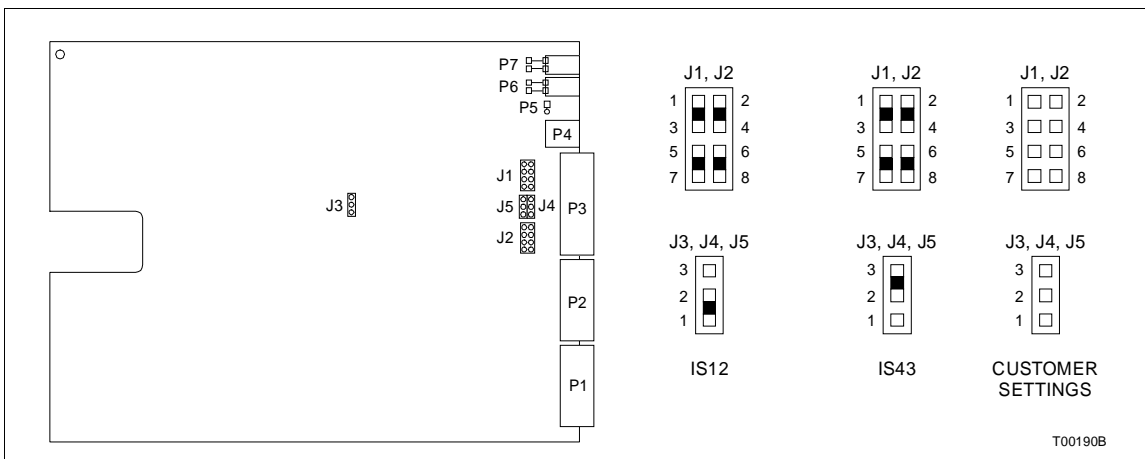 P7
P6
P5
P4
J1
J5
J4
J2
J3
P3
P2
P1
J1, J2
1 2
3 4
5 6
7 8
J3, J4, J5
3
2
1
IS12
J1, J2
1 2
3 4
5 6
7 8
J3, J4, J5
3
2
1
IS43
J1, J2
1 2
3 4
5 6
7 8
J3, J4, J5
3
2
1
CUSTOMER
SETTINGS
T00190B